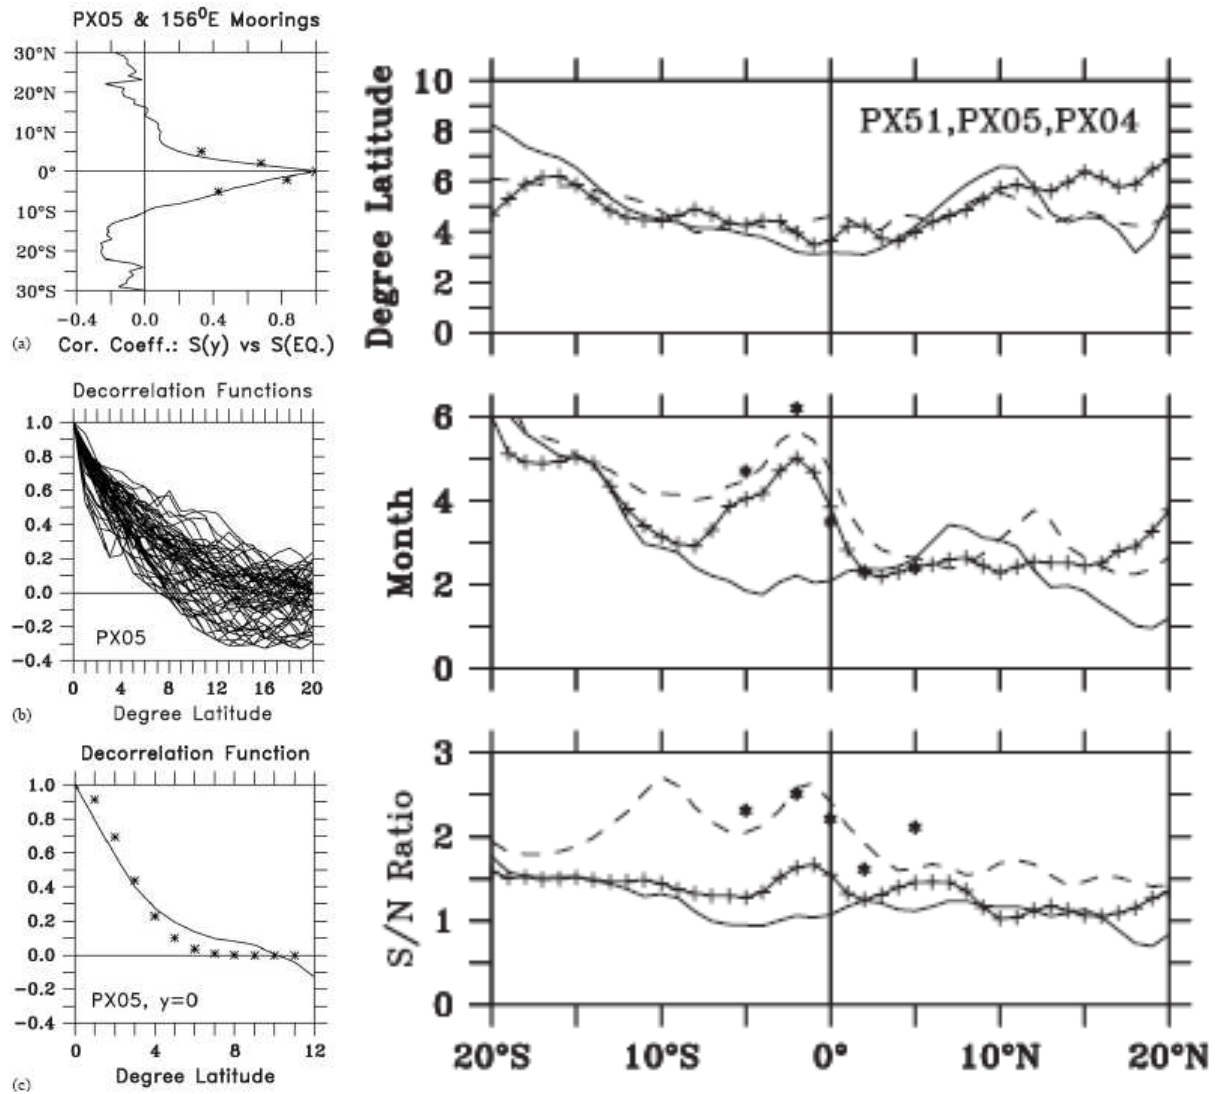 PX05 & 156⁰E Moorings
30°N
20°N
10°N
0°
10°S
20°S
30°S
-0.4 0.0 0.4 0.8
(a) Cor. Coeff.: S(y) vs S(EQ.)
Decorrelation Functions
1.0
0.8
0.6
0.4
0.2
0.0
-0.2
-0.4
PX05
0 4 8 12 16 20
(b) Degree Latitude
Decorrelation Function
1.0
0.8
0.6
0.4
0.2
0.0
-0.2
-0.4
PX05, y=0
0 4 8 12
(c) Degree Latitude
Degree Latitude
10
8
6
4
2
0
PX51,PX05,PX04
Month
6
4
2
0
S/N Ratio
3
2
1
0
20°S 10°S 0° 10°N 20°N